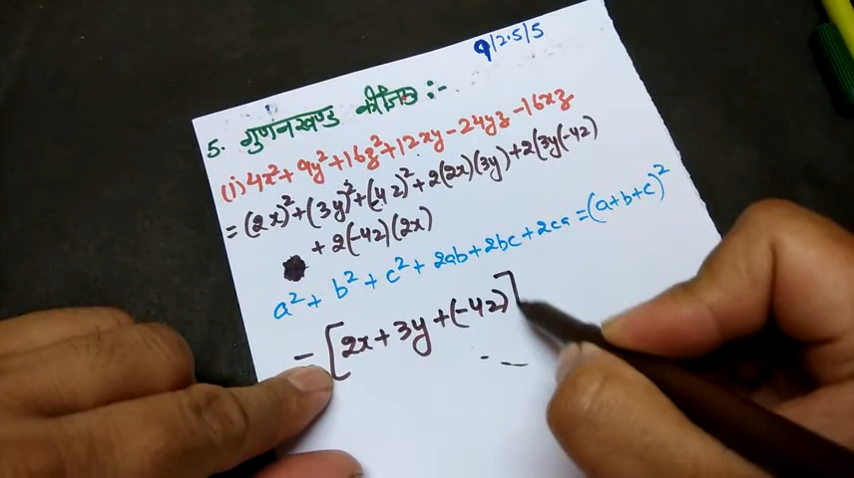 9/2.5/5
5. गुणनखण्ड कीजिए :-
(i) 4x²+9y²+16z²+12xy-24yz-16xz
= (2x)²+(3y)²+(-4z)²+2(2x)(3y)+2(3y(-4z)
+ 2(-4z)(2x)
a² + b² + c² + 2ab+2bc+2ca=(a+b+c)²
= [2x+3y+(-4z)]